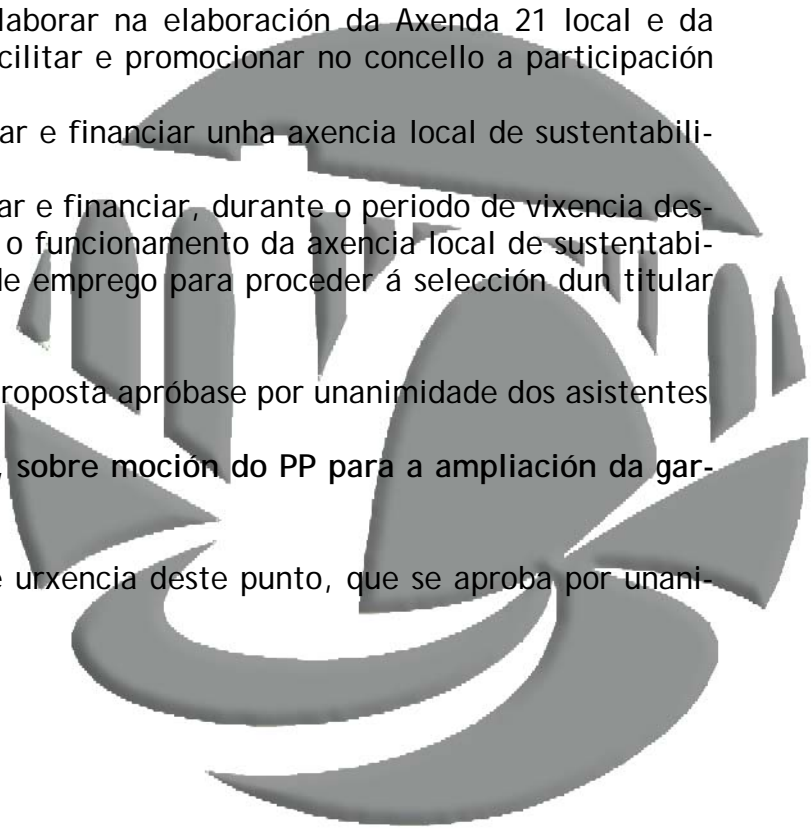 laborar na elaboración da Axenda 21 local e da
cilitar e promocionar no concello a participación
ar e financiar unha axencia local de sustentabili-
ar e financiar, durante o periodo de vixencia des-
o funcionamento da axencia local de sustentabi-
de emprego para proceder á selección dun titular
roposta apróbase por unanimidade dos asistentes
, sobre moción do PP para a ampliación da gar-
e urxencia deste punto, que se aproba por unani-